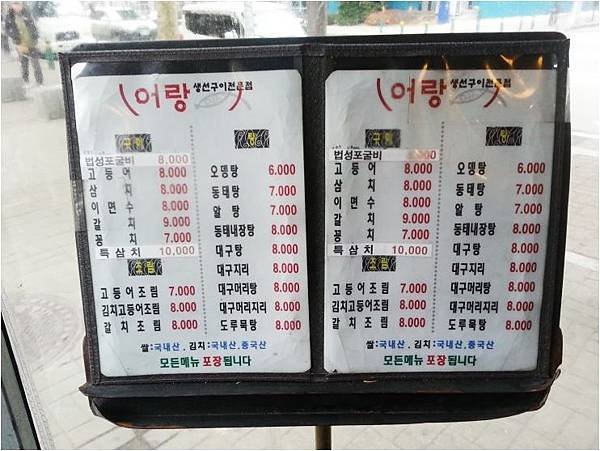 어랑 생선구이전문점
구이
법성포굴비 8,000
고등어 8.000
삼치 8.000
이면수 8.000
갈치 9.000
꽁치 7.000
특삼치 10,000
조림
고등어조림 7.000
김치고등어조림 8.000
갈치조림 8.000
탕
오뎅탕 6.000
동태탕 7.000
알탕 7.000
동태내장탕 8.000
대구탕 8.000
대구지리 8.000
대구머리탕 8.000
대구머리지리 8.000
도루묵탕 8.000
쌀:국내산, 김치:국내산,중국산
모든메뉴 포장됩니다
어랑 생선구이전문점
구이
법성포굴비 8,000
고등어 8.000
삼치 8.000
이면수 8.000
갈치 9.000
꽁치 7.000
특삼치 10,000
조림
고등어조림 8.000
김치고등어조림 8.000
갈치조림 8.000
탕
오뎅탕 6.000
동태탕 7.000
알탕 7.000
동태내장탕 8.000
대구탕 8.000
대구지리 8.000
대구머리탕 8.000
대구머리지리 8.000
도루묵탕 8.000
쌀:국내산, 김치:국내산,중국산
모든메뉴 포장됩니다